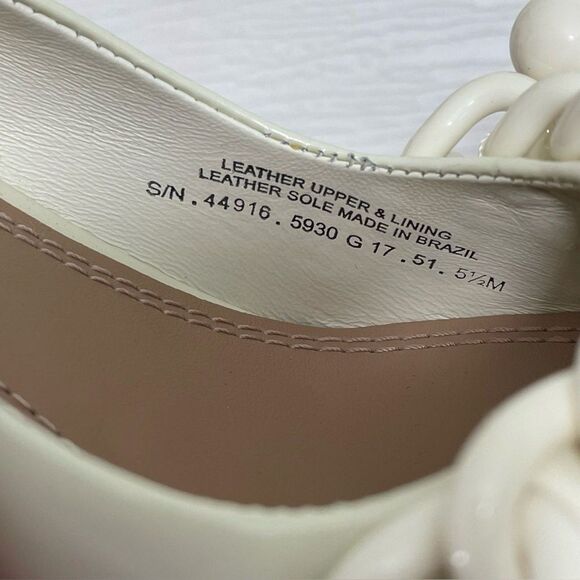 LEATHER UPPER & LINING
LEATHER SOLE MADE IN BRAZIL
S/N . 44916 . 5930 G 17 . 51. 5½M